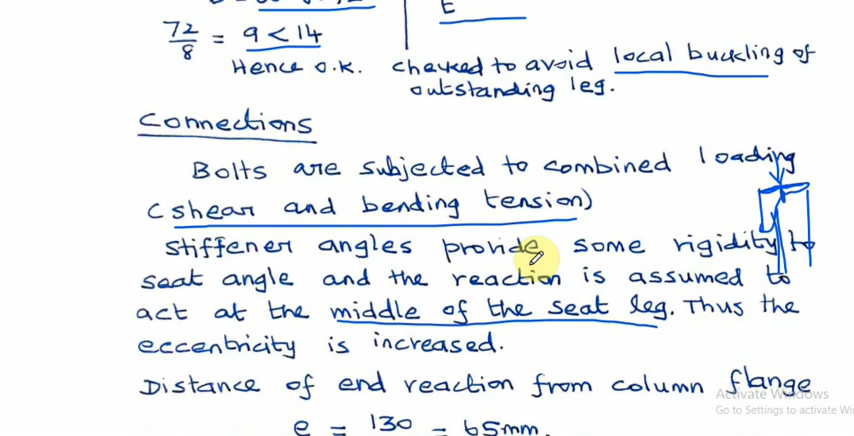 72/8 = 9 < 14
E
Hence o.k. checked to avoid local buckling of
outstanding leg.
Connections
Bolts are subjected to combined loading
(shear and bending tension)
Stiffener angles provide some rigidity to
seat angle and the reaction is assumed to
act at the middle of the seat leg. Thus the
eccentricity is increased.
Distance of end reaction from column flange
Activate Windows
Go to Settings to activate Wi
e = 130 = 65mm.